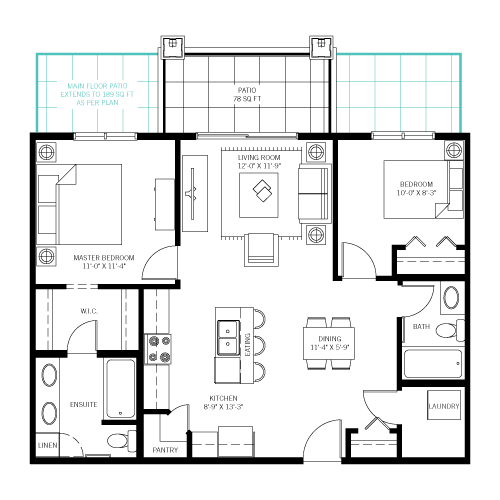 MAIN FLOOR PATIO
EXTENDS TO 189 SQ FT
AS PER PLAN
PATIO
78 SQ FT
LIVING ROOM
12'-0" X 11'-9"
BEDROOM
10'-0" X 8'-3"
MASTER BEDROOM
11'-0" X 11'-4"
W.I.C.
BATH
EATING
DINING
11'-4" X 5'-9"
ENSUITE
KITCHEN
8'-9" X 13'-3"
LAUNDRY
LINEN
PANTRY